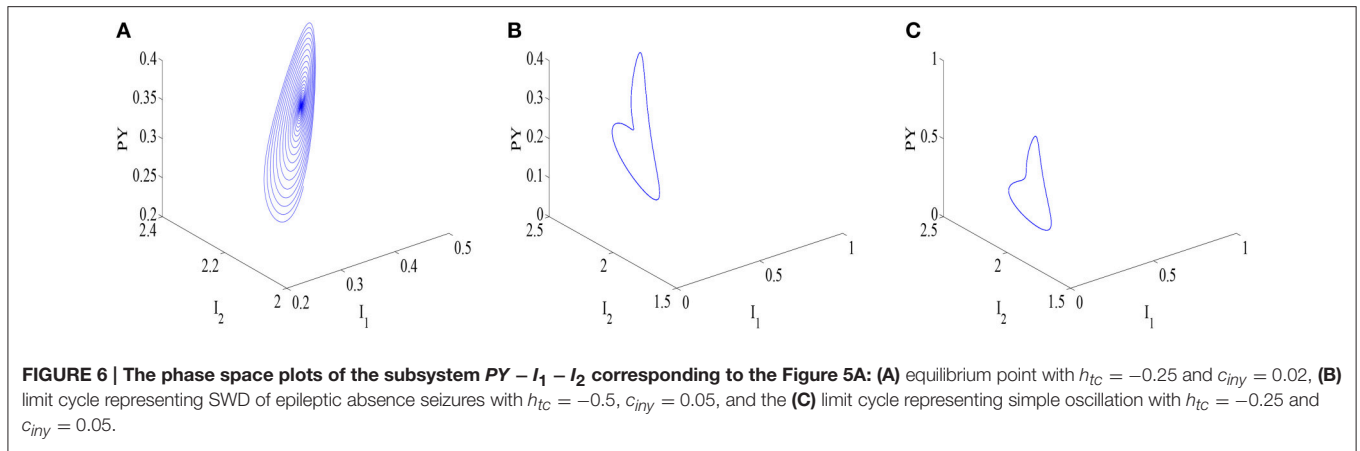 A
0.4
0.35
0.3
0.25
0.2
PY
2.4
2.2
2
I₂
0.2
0.3
0.4
0.5
I₁
B
0.4
0.3
0.2
0.1
0
PY
2.5
2
1.5
I₂
0
0.5
1
I₁
C
1
0.5
0
PY
2.5
2
1.5
I₂
0
0.5
1
I₁
FIGURE 6 | The phase space plots of the subsystem PY − I₁ − I₂ corresponding to the Figure 5A: (A) equilibrium point with h_tc = −0.25 and c_iny = 0.02, (B)
limit cycle representing SWD of epileptic absence seizures with h_tc = −0.5, c_iny = 0.05, and the (C) limit cycle representing simple oscillation with h_tc = −0.25 and
c_iny = 0.05.